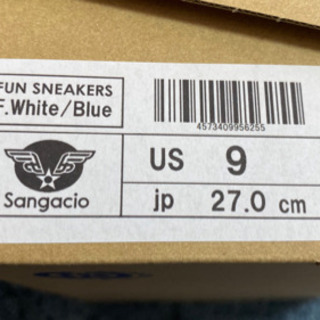 FUN SNEAKERS
F.White/Blue
4573409956255
Sangacio
US 9
jp 27.0 cm